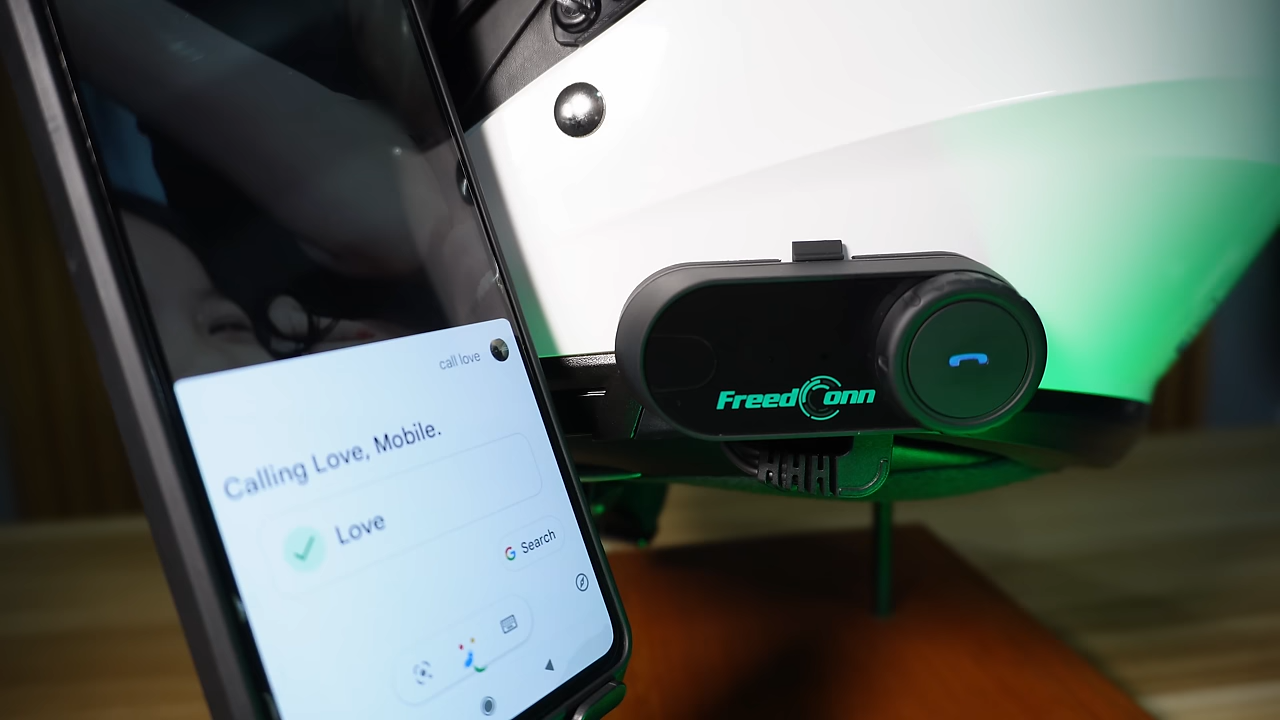 call love
Calling Love, Mobile.
Love
Search
FreedConn